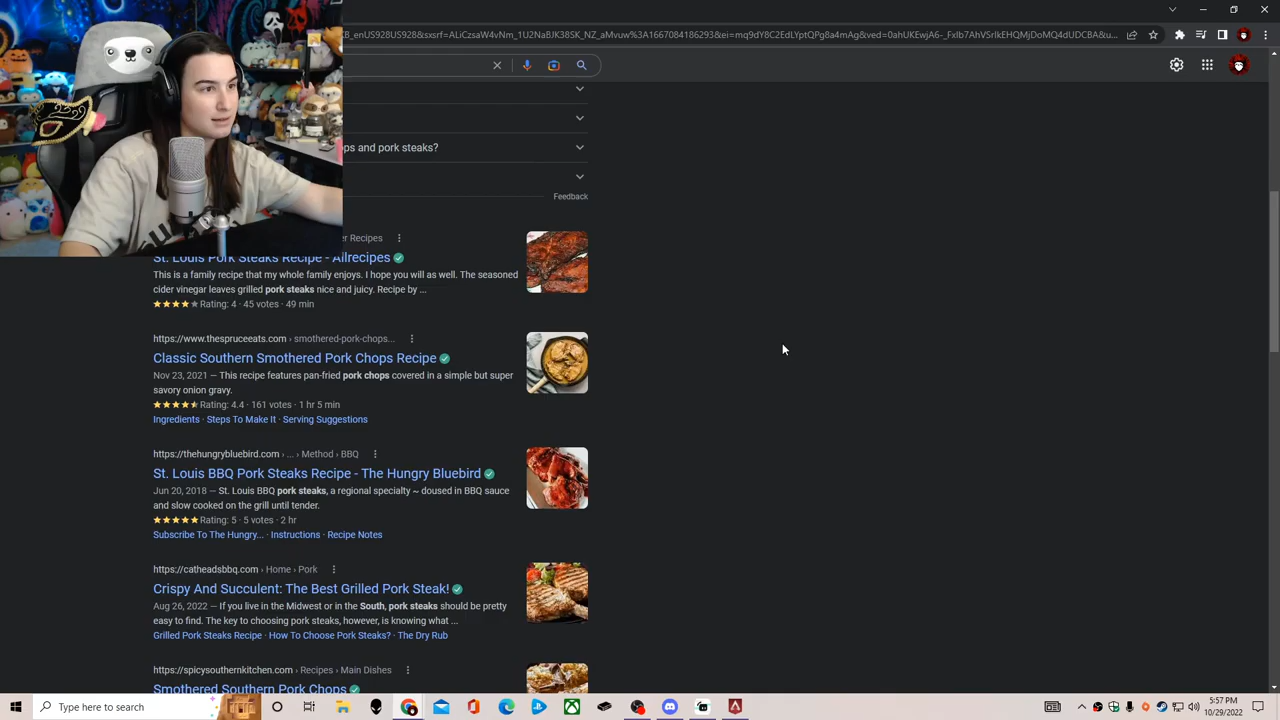 B_enUS928US928&sxsrf=ALiCzsaW4vNm_1U2NaBJK38SK_NZ_aMvuw%3A1667084186293&ei=mq9dY8C2EdLYptQPg8a4mAg&ved=0ahUKEwjA6-_Fxlb7AhVSrIkEHQMjDoMQ4dUDCBA&u...
ps and pork steaks?
Feedback
er Recipes
St. Louis Pork Steaks Recipe - Allrecipes
This is a family recipe that my whole family enjoys. I hope you will as well. The seasoned
cider vinegar leaves grilled pork steaks nice and juicy. Recipe by ...
Rating: 4 · 45 votes · 49 min
https://www.thespruceeats.com › smothered-pork-chops...
Classic Southern Smothered Pork Chops Recipe
Nov 23, 2021 — This recipe features pan-fried pork chops covered in a simple but super
savory onion gravy.
Rating: 4.4 · 161 votes · 1 hr 5 min
Ingredients · Steps To Make It · Serving Suggestions
https://thehungrybluebird.com › ... › Method › BBQ
St. Louis BBQ Pork Steaks Recipe - The Hungry Bluebird
Jun 20, 2018 — St. Louis BBQ pork steaks, a regional specialty ~ doused in BBQ sauce
and slow cooked on the grill until tender.
Rating: 5 · 5 votes · 2 hr
Subscribe To The Hungry... · Instructions · Recipe Notes
https://catheadsbbq.com › Home › Pork
Crispy And Succulent: The Best Grilled Pork Steak!
Aug 26, 2022 — If you live in the Midwest or in the South, pork steaks should be pretty
easy to find. The key to choosing pork steaks, however, is knowing what ...
Grilled Pork Steaks Recipe · How To Choose Pork Steaks? · The Dry Rub
https://spicysouthernkitchen.com › Recipes › Main Dishes
Smothered Southern Pork Chops
Type here to search
5:57 PM
10/29/2022